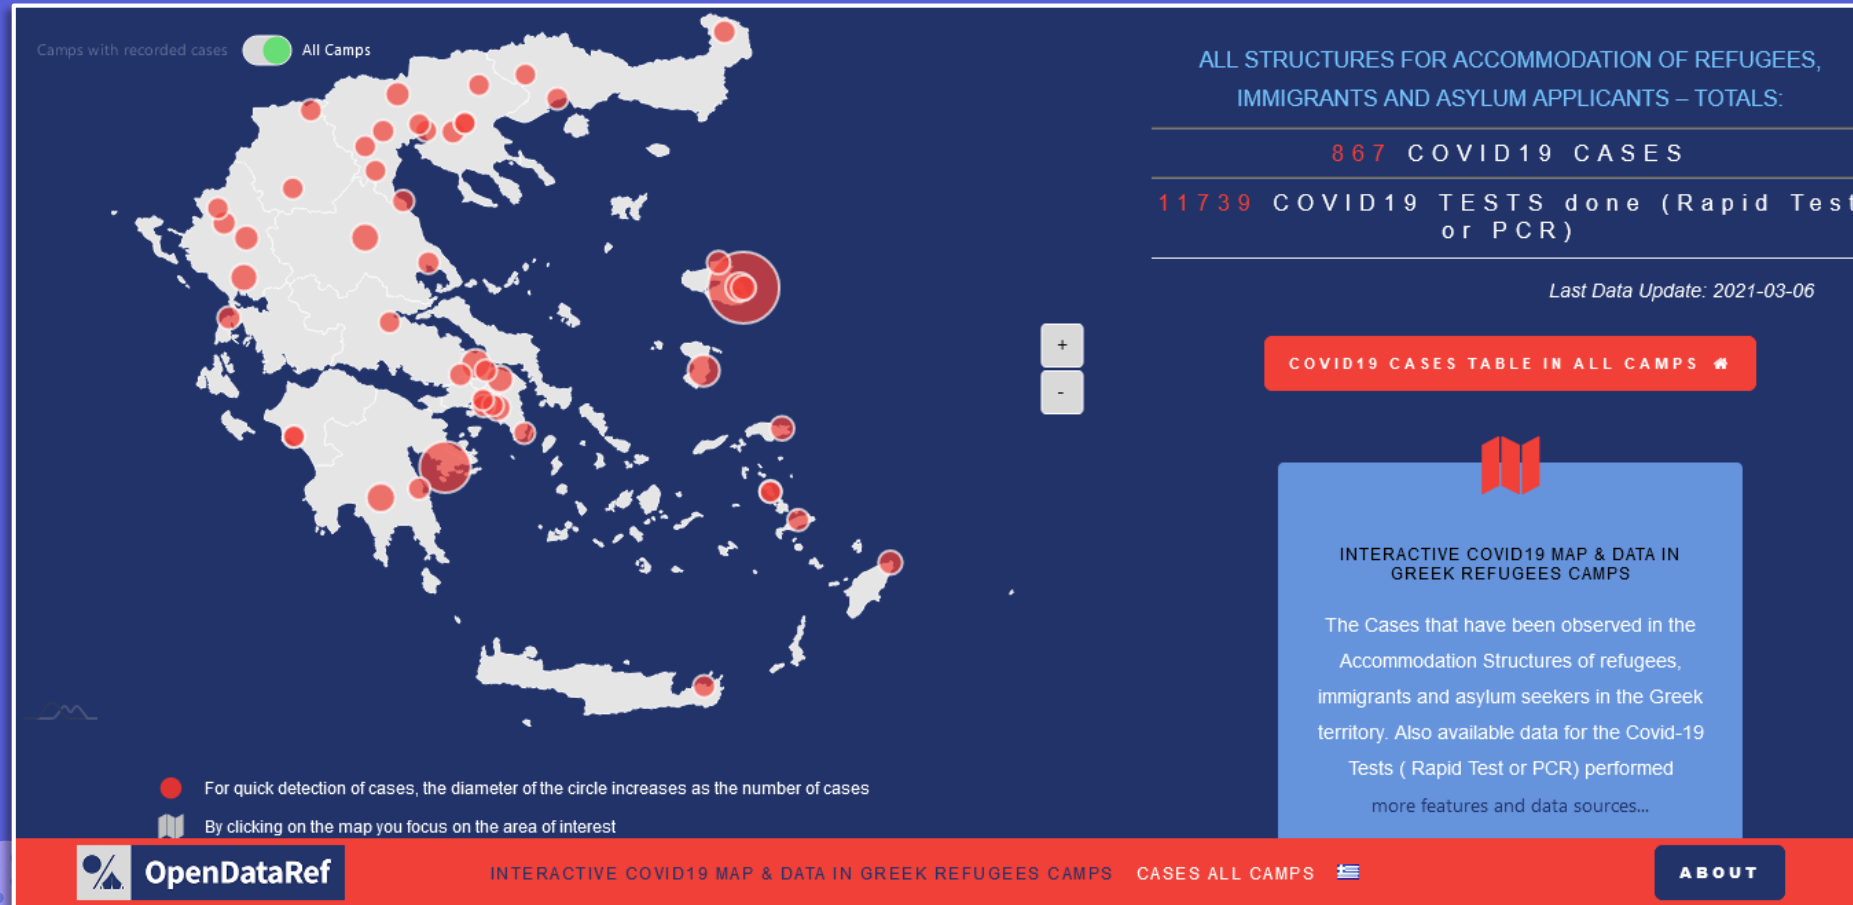 Camps with recorded cases
All Camps
ALL STRUCTURES FOR ACCOMMODATION OF REFUGEES,
IMMIGRANTS AND ASYLUM APPLICANTS – TOTALS:
867 COVID19 CASES
11739 COVID19 TESTS done (Rapid Test
or PCR)
Last Data Update: 2021-03-06
+
-
COVID19 CASES TABLE IN ALL CAMPS
INTERACTIVE COVID19 MAP & DATA IN
GREEK REFUGEES CAMPS
The Cases that have been observed in the
Accommodation Structures of refugees,
immigrants and asylum seekers in the Greek
territory. Also available data for the Covid-19
Tests ( Rapid Test or PCR) performed
more features and data sources...
For quick detection of cases, the diameter of the circle increases as the number of cases
By clicking on the map you focus on the area of interest
OpenDataRef
INTERACTIVE COVID19 MAP & DATA IN GREEK REFUGEES CAMPS
CASES ALL CAMPS
ABOUT